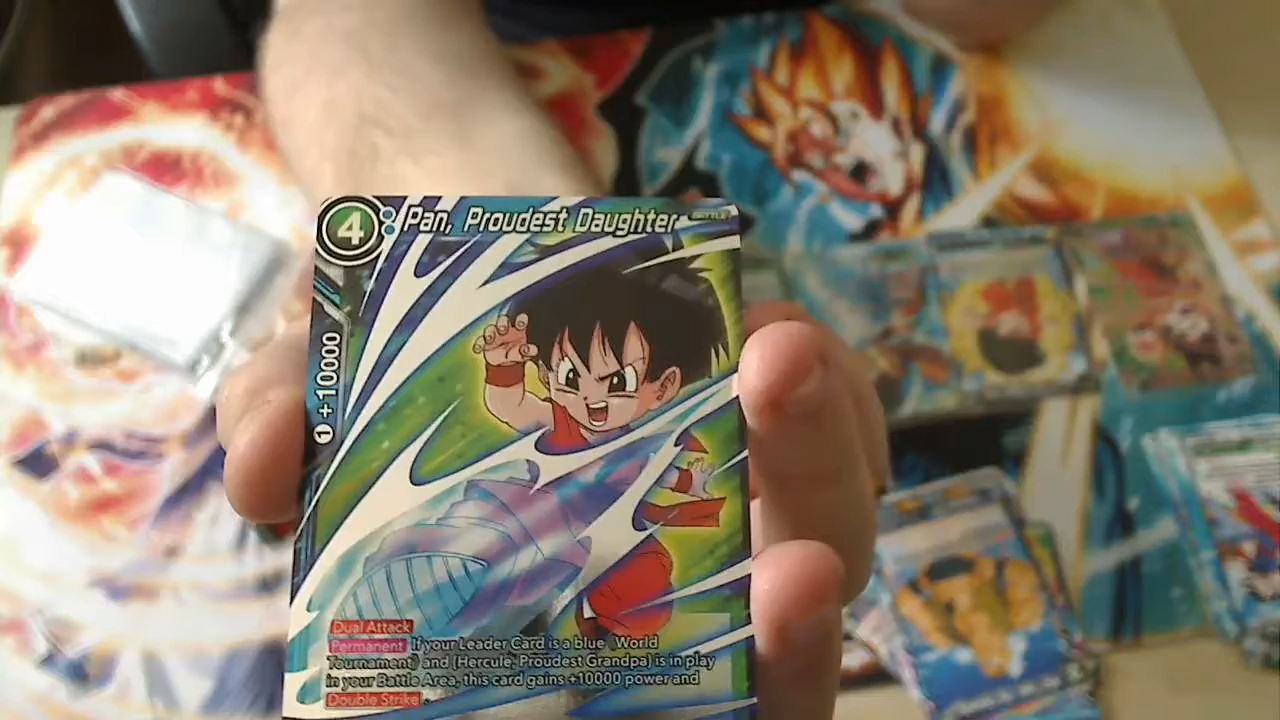 4 Pan, Proudest Daughter BATTLE
1 +10000
Dual Attack
Permanent If your Leader Card is a blue 《World
Tournament》 and {Hercule, Proudest Grandpa} is in play
in your Battle Area, this card gains +10000 power and
Double Strike.